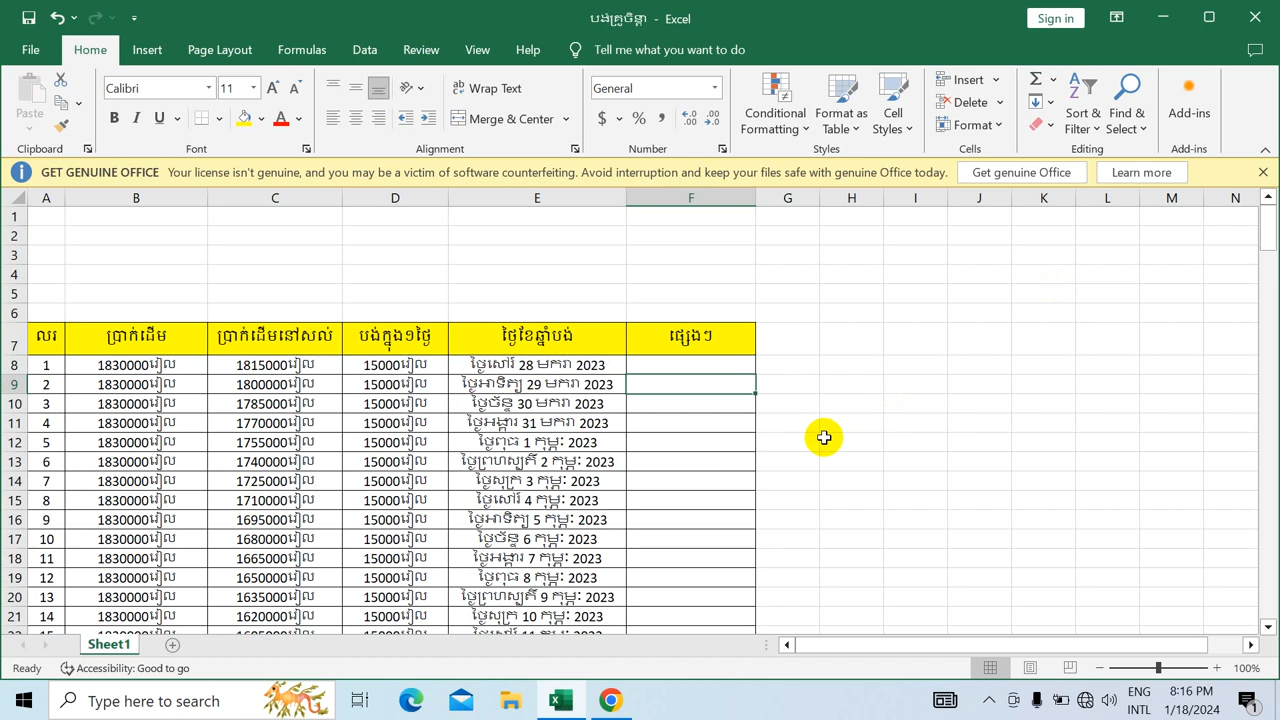 បង់គ្រូចិន្តា - Excel
Sign in
File Home Insert Page Layout Formulas Data Review View Help Tell me what you want to do
Paste
Clipboard
Calibri 11
B I U
Font
Wrap Text
Merge & Center
Alignment
General
$ % ,
Number
Conditional Formatting
Format as Table
Cell Styles
Styles
Insert
Delete
Format
Cells
Sort & Filter
Find & Select
Editing
Add-ins
Add-ins
GET GENUINE OFFICE Your license isn't genuine, and you may be a victim of software counterfeiting. Avoid interruption and keep your files safe with genuine Office today. Get genuine Office Learn more
A B C D E F G H I J K L M N
1
2
3
4
5
6
7 លរ ប្រាក់ដើម ប្រាក់ដើមនៅសល់ បង់ក្នុង១ថ្ងៃ ថ្ងៃខែឆ្នាំបង់ ផ្សេងៗ
8 1 1830000រៀល 1815000រៀល 15000រៀល ថ្ងៃសៅរ៍ 28 មករា 2023
9 2 1830000រៀល 1800000រៀល 15000រៀល ថ្ងៃអាទិត្យ 29 មករា 2023
10 3 1830000រៀល 1785000រៀល 15000រៀល ថ្ងៃច័ន្ទ 30 មករា 2023
11 4 1830000រៀល 1770000រៀល 15000រៀល ថ្ងៃអង្គារ 31 មករា 2023
12 5 1830000រៀល 1755000រៀល 15000រៀល ថ្ងៃពុធ 1 កុម្ភៈ 2023
13 6 1830000រៀល 1740000រៀល 15000រៀល ថ្ងៃព្រហស្បតិ៍ 2 កុម្ភៈ 2023
14 7 1830000រៀល 1725000រៀល 15000រៀល ថ្ងៃសុក្រ 3 កុម្ភៈ 2023
15 8 1830000រៀល 1710000រៀល 15000រៀល ថ្ងៃសៅរ៍ 4 កុម្ភៈ 2023
16 9 1830000រៀល 1695000រៀល 15000រៀល ថ្ងៃអាទិត្យ 5 កុម្ភៈ 2023
17 10 1830000រៀល 1680000រៀល 15000រៀល ថ្ងៃច័ន្ទ 6 កុម្ភៈ 2023
18 11 1830000រៀល 1665000រៀល 15000រៀល ថ្ងៃអង្គារ 7 កុម្ភៈ 2023
19 12 1830000រៀល 1650000រៀល 15000រៀល ថ្ងៃពុធ 8 កុម្ភៈ 2023
20 13 1830000រៀល 1635000រៀល 15000រៀល ថ្ងៃព្រហស្បតិ៍ 9 កុម្ភៈ 2023
21 14 1830000រៀល 1620000រៀល 15000រៀល ថ្ងៃសុក្រ 10 កុម្ភៈ 2023
Sheet1
Ready Accessibility: Good to go 100%
Type here to search
ENG
INTL
8:16 PM
1/18/2024
1